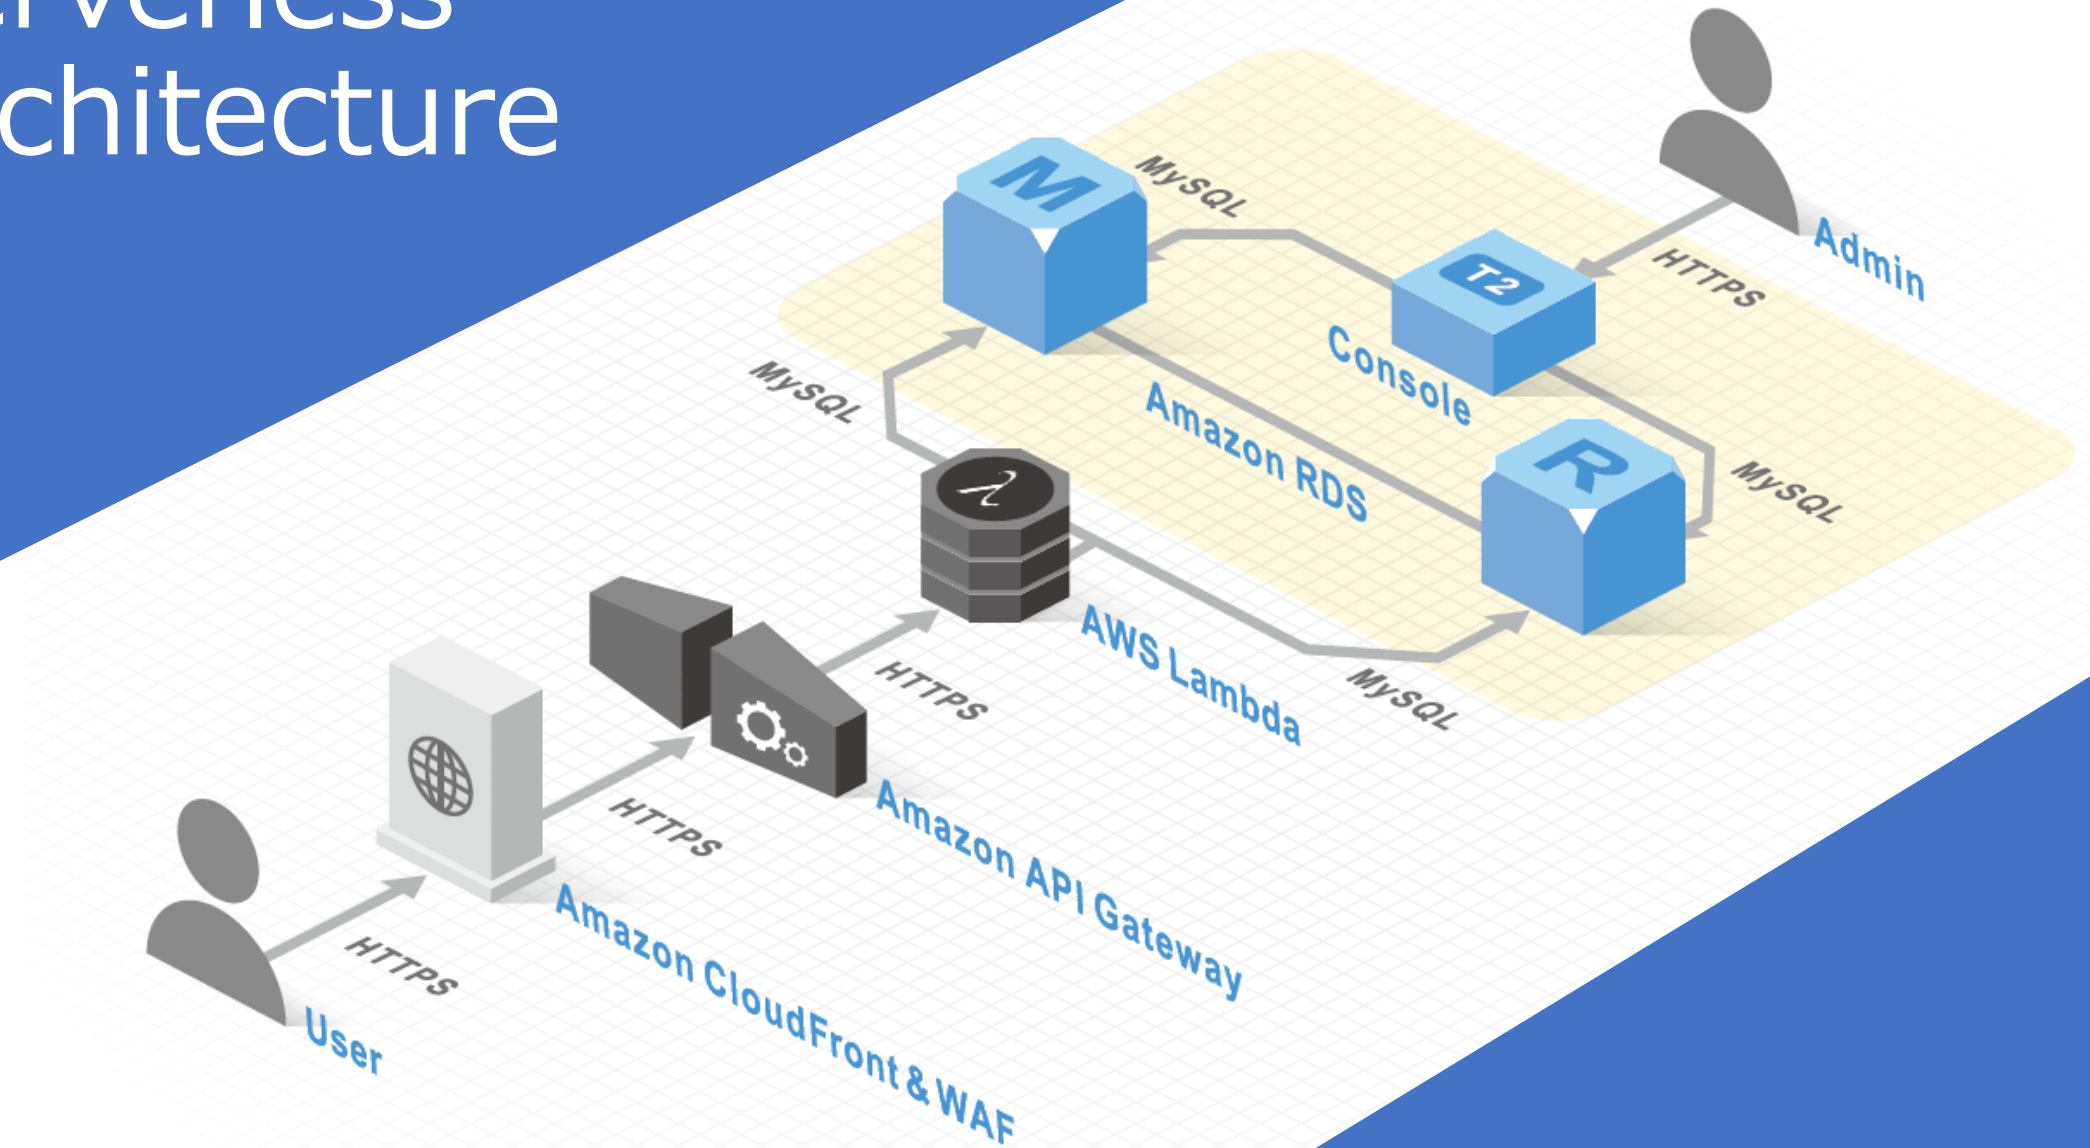 erverless
chitecture
M
MySQL
Admin
HTTPS
T2
Console
MySQL
Amazon RDS
R
MySQL
λ
AWS Lambda
MySQL
HTTPS
Amazon API Gateway
HTTPS
Amazon CloudFront & WAF
HTTPS
User